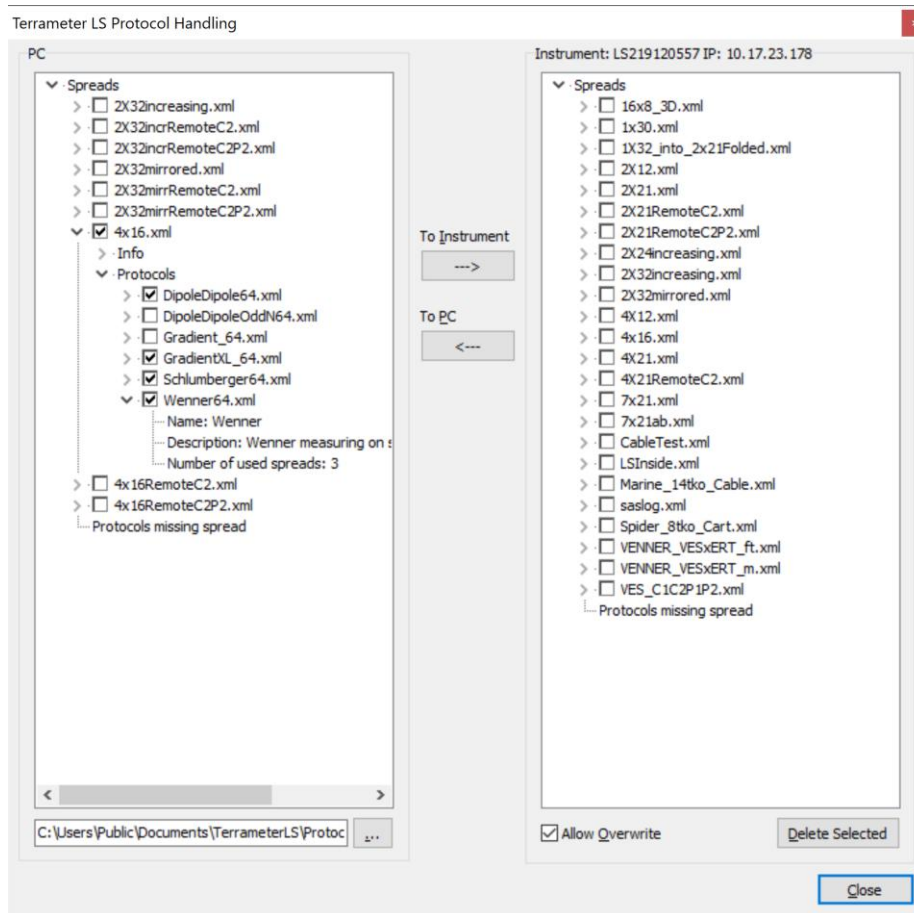 Terrameter LS Protocol Handling
PC
Spreads
2X32increasing.xml
2X32incrRemoteC2.xml
2X32incrRemoteC2P2.xml
2X32mirrored.xml
2X32mirrRemoteC2.xml
2X32mirrRemoteC2P2.xml
4x16.xml
Info
Protocols
DipoleDipole64.xml
DipoleDipoleOddN64.xml
Gradient_64.xml
GradientXL_64.xml
Schlumberger64.xml
Wenner64.xml
Name: Wenner
Description: Wenner measuring on s
Number of used spreads: 3
4x16RemoteC2.xml
4x16RemoteC2P2.xml
Protocols missing spread
C:\Users\Public\Documents\TerrameterLS\Protoc
...
To Instrument
--->
To PC
<---
Instrument: LS219120557 IP: 10.17.23.178
Spreads
16x8_3D.xml
1x30.xml
1X32_into_2x21Folded.xml
2X12.xml
2X21.xml
2X21RemoteC2.xml
2X21RemoteC2P2.xml
2X24increasing.xml
2X32increasing.xml
2X32mirrored.xml
4X12.xml
4x16.xml
4X21.xml
4X21RemoteC2.xml
7x21.xml
7x21ab.xml
CableTest.xml
LSInside.xml
Marine_14tko_Cable.xml
saslog.xml
Spider_8tko_Cart.xml
VENNER_VESxERT_ft.xml
VENNER_VESxERT_m.xml
VES_C1C2P1P2.xml
Protocols missing spread
Allow Overwrite
Delete Selected
Close